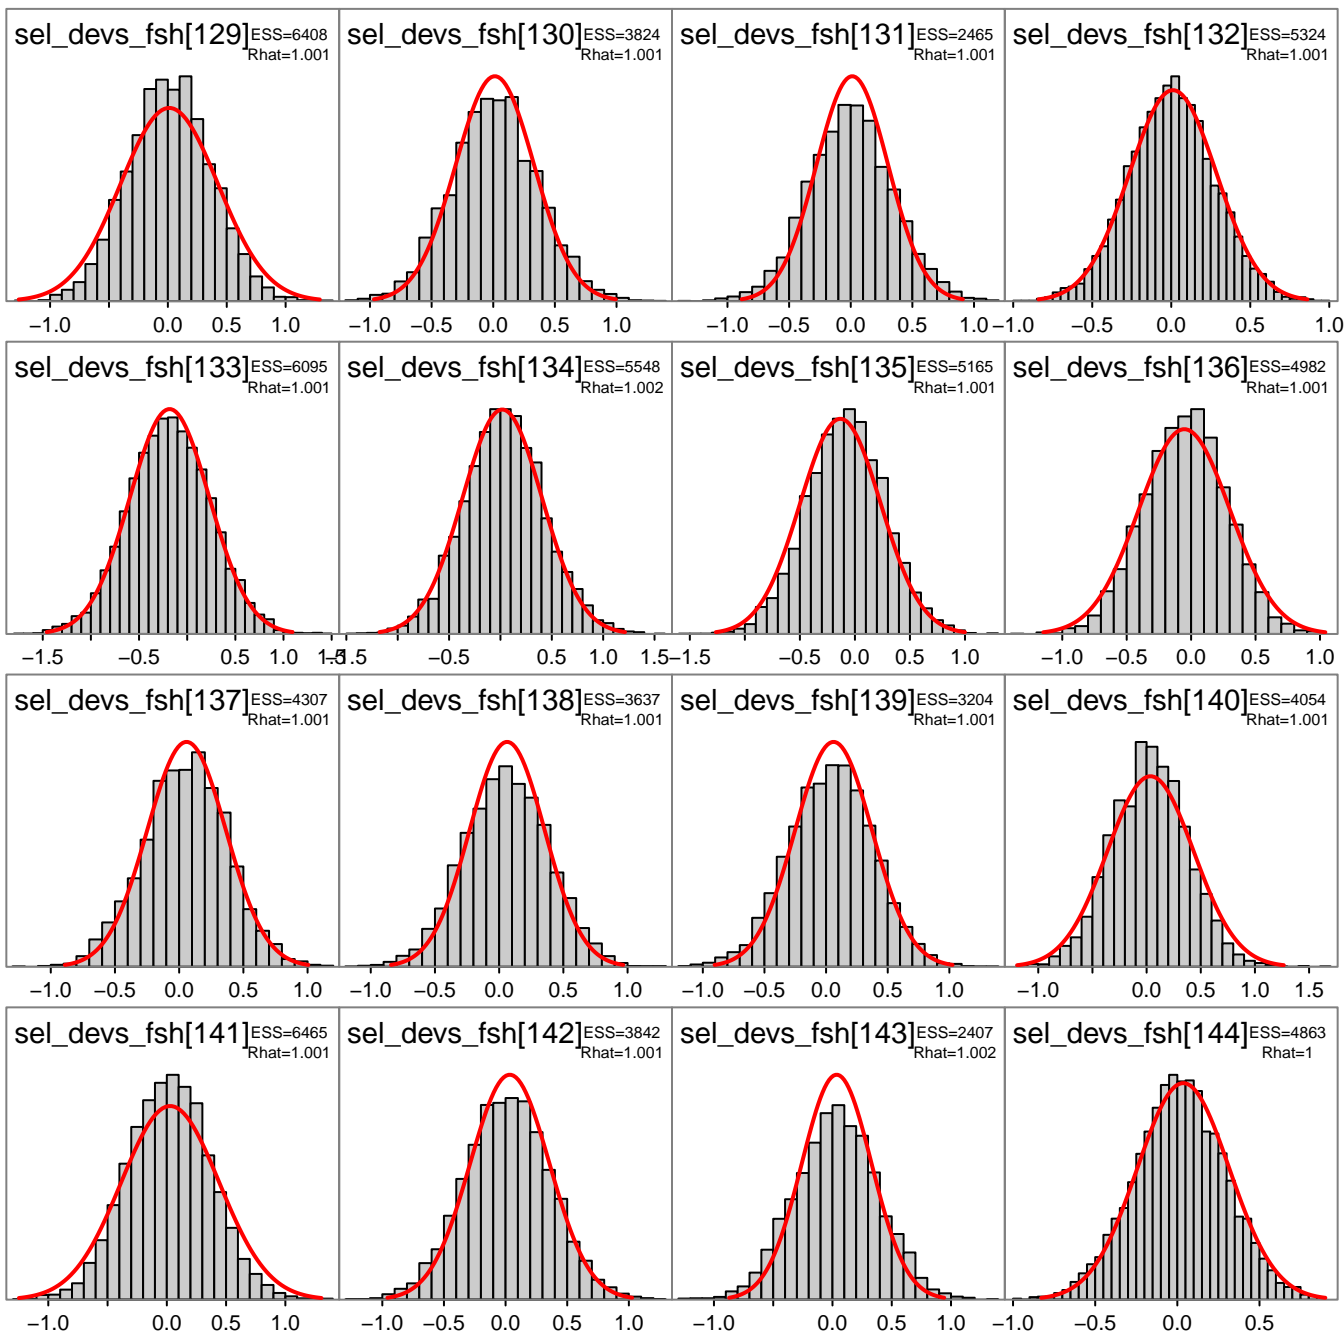 sel_devs_fsh[129] ESS=6408
Rhat=1.001
sel_devs_fsh[130] ESS=3824
Rhat=1.001
sel_devs_fsh[131] ESS=2465
Rhat=1.001
sel_devs_fsh[132] ESS=5324
Rhat=1.001
−1.0 0.0 0.5 1.0
−0.5 0.0 0.5 1.0
−1.0 −0.5 0.0 0.5 1.0
−1.0 −0.5 0.0 0.5 1.0
sel_devs_fsh[133] ESS=6095
Rhat=1.001
sel_devs_fsh[134] ESS=5548
Rhat=1.002
sel_devs_fsh[135] ESS=5165
Rhat=1.001
sel_devs_fsh[136] ESS=4982
Rhat=1.001
−1.5 −0.5 0.5 1.5
−1.5 −0.5 0.5 1.5
−1.5 −0.5 0.0 0.5 1.0
−1.0 −0.5 0.0 0.5 1.0
sel_devs_fsh[137] ESS=4307
Rhat=1.001
sel_devs_fsh[138] ESS=3637
Rhat=1.001
sel_devs_fsh[139] ESS=3204
Rhat=1.001
sel_devs_fsh[140] ESS=4054
Rhat=1.001
−1.0 −0.5 0.0 0.5 1.0
−1.0 −0.5 0.0 0.5 1.0
−1.0 −0.5 0.0 0.5 1.0
−1.0 0.0 0.5 1.0 1.5
sel_devs_fsh[141] ESS=6465
Rhat=1.001
sel_devs_fsh[142] ESS=3842
Rhat=1.001
sel_devs_fsh[143] ESS=2407
Rhat=1.002
sel_devs_fsh[144] ESS=4863
Rhat=1
−1.0 0.0 0.5 1.0
−1.0 −0.5 0.0 0.5 1.0
−1.0 −0.5 0.0 0.5 1.0
−1.0 −0.5 0.0 0.5